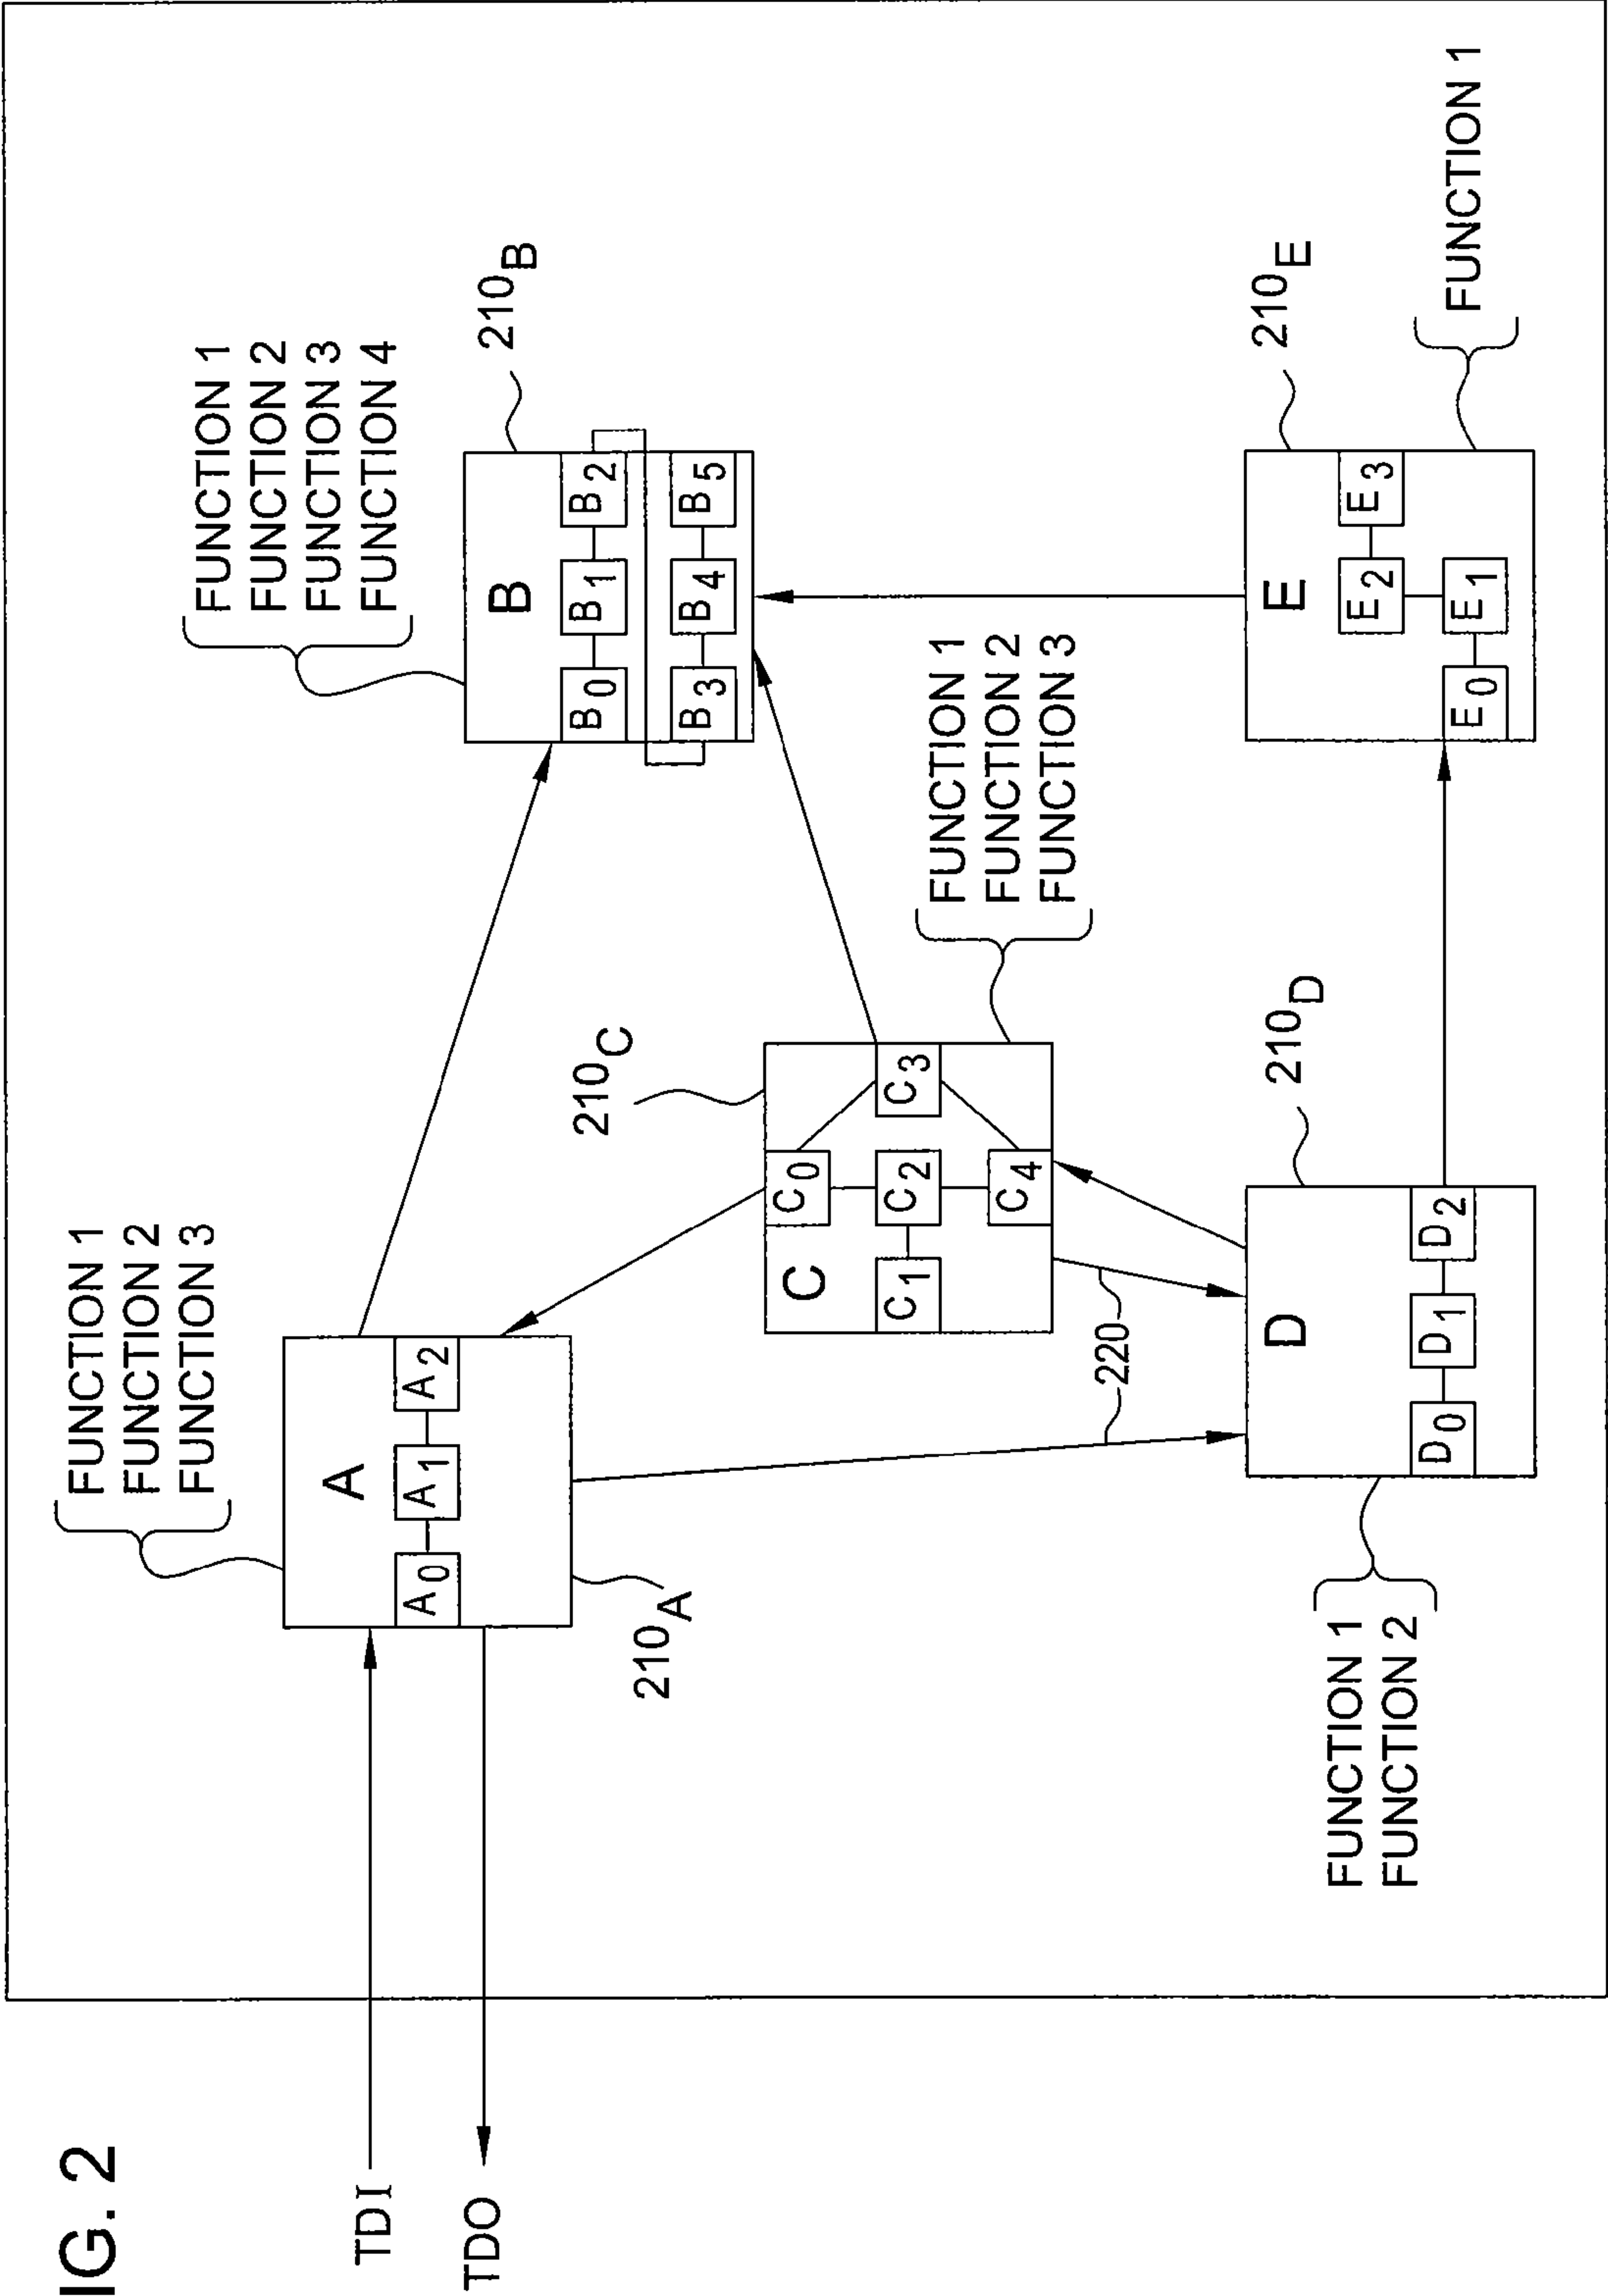 IG. 2
TDI
TDO
FUNCTION 1
FUNCTION 2
FUNCTION 3
A
A0
A1
A2
210A
FUNCTION 1
FUNCTION 2
FUNCTION 3
FUNCTION 4
210B
B
B0
B1
B2
B3
B4
B5
210C
C
C0
C1
C2
C3
C4
FUNCTION 1
FUNCTION 2
FUNCTION 3
220
210D
D
D0
D1
D2
FUNCTION 1
FUNCTION 2
210E
E
E0
E1
E2
E3
FUNCTION 1